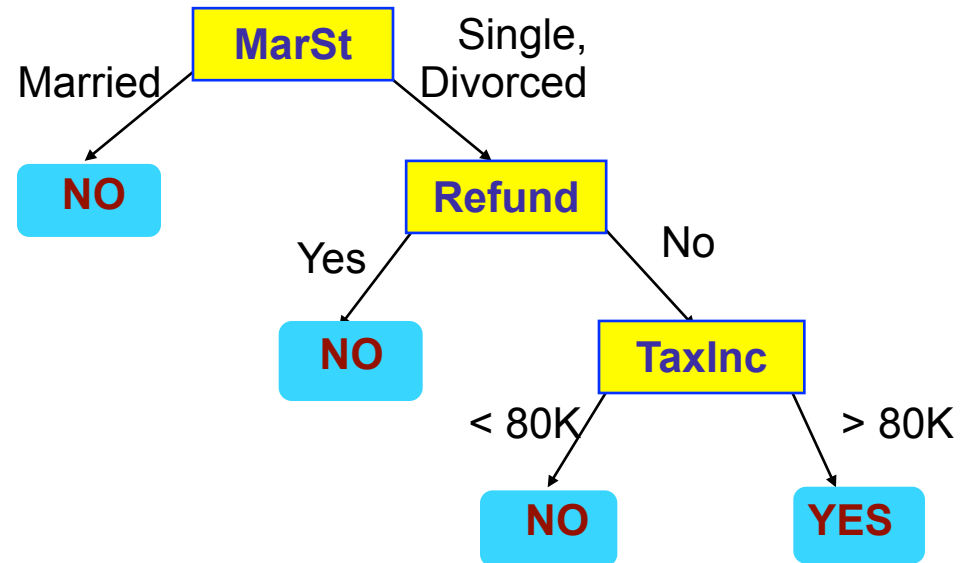 MarSt
Single,
Married
Divorced
NO
Refund
Yes
No
NO
TaxInc
< 80K
> 80K
NO
YES